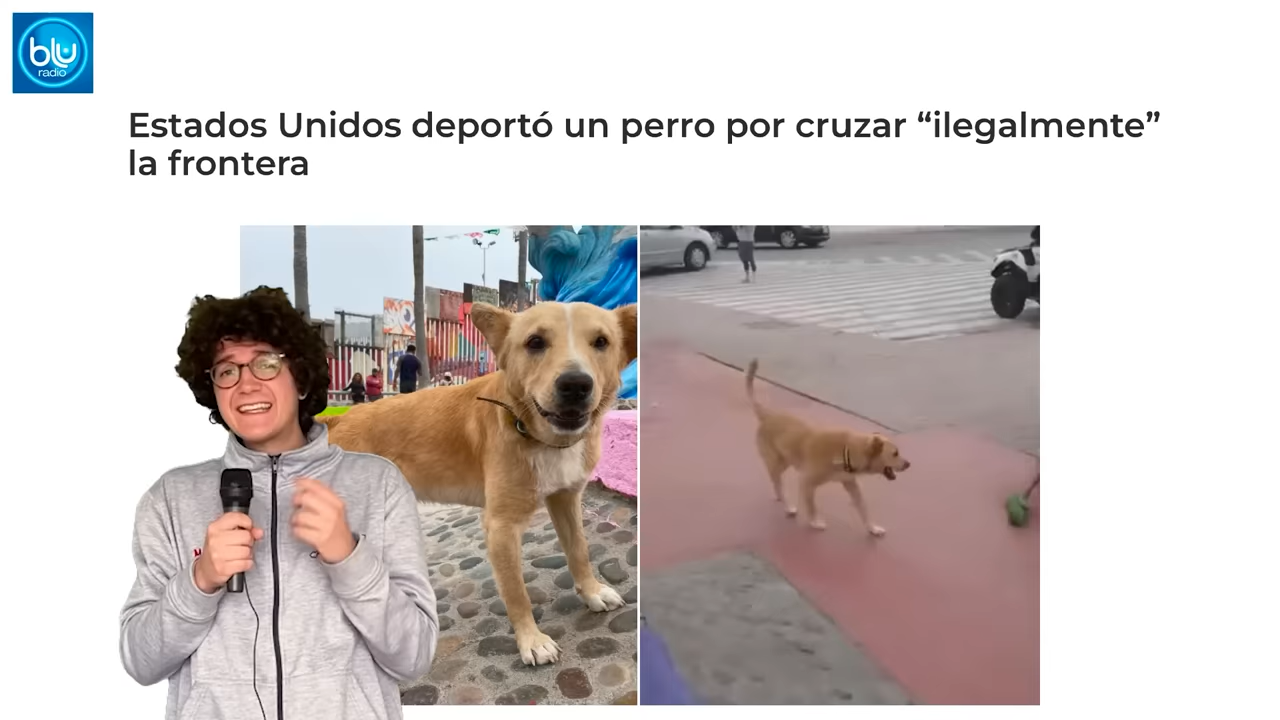 blu
radio
Estados Unidos deportó un perro por cruzar “ilegalmente”
la frontera